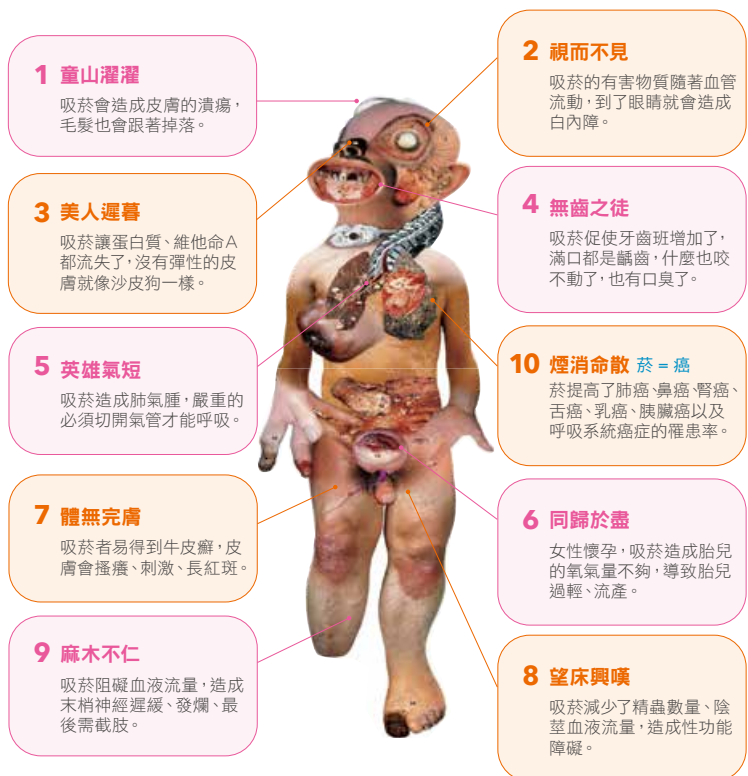 1 童山濯濯
吸菸會造成皮膚的潰瘍，
毛髮也會跟著掉落。
2 視而不見
吸菸的有害物質隨著血管
流動，到了眼睛就會造成
白內障。
3 美人遲暮
吸菸讓蛋白質、維他命A
都流失了，沒有彈性的皮
膚就像沙皮狗一樣。
4 無齒之徒
吸菸促使牙齒班增加了，
滿口都是齲齒，什麼也咬
不動了，也有口臭了。
5 英雄氣短
吸菸造成肺氣腫，嚴重的
必須切開氣管才能呼吸。
10 煙消命散 菸 = 癌
菸提高了肺癌、鼻癌、腎癌、
舌癌、乳癌、胰臟癌以及
呼吸系統癌症的罹患率。
7 體無完膚
吸菸者易得到牛皮癬，皮
膚會搔癢、刺激、長紅斑。
6 同歸於盡
女性懷孕，吸菸造成胎兒
的氧氣量不夠，導致胎兒
過輕、流產。
9 麻木不仁
吸菸阻礙血液流量，造成
末梢神經遲緩、發爛、最
後需截肢。
8 望床興嘆
吸菸減少了精蟲數量、陰
莖血液流量，造成性功能
障礙。